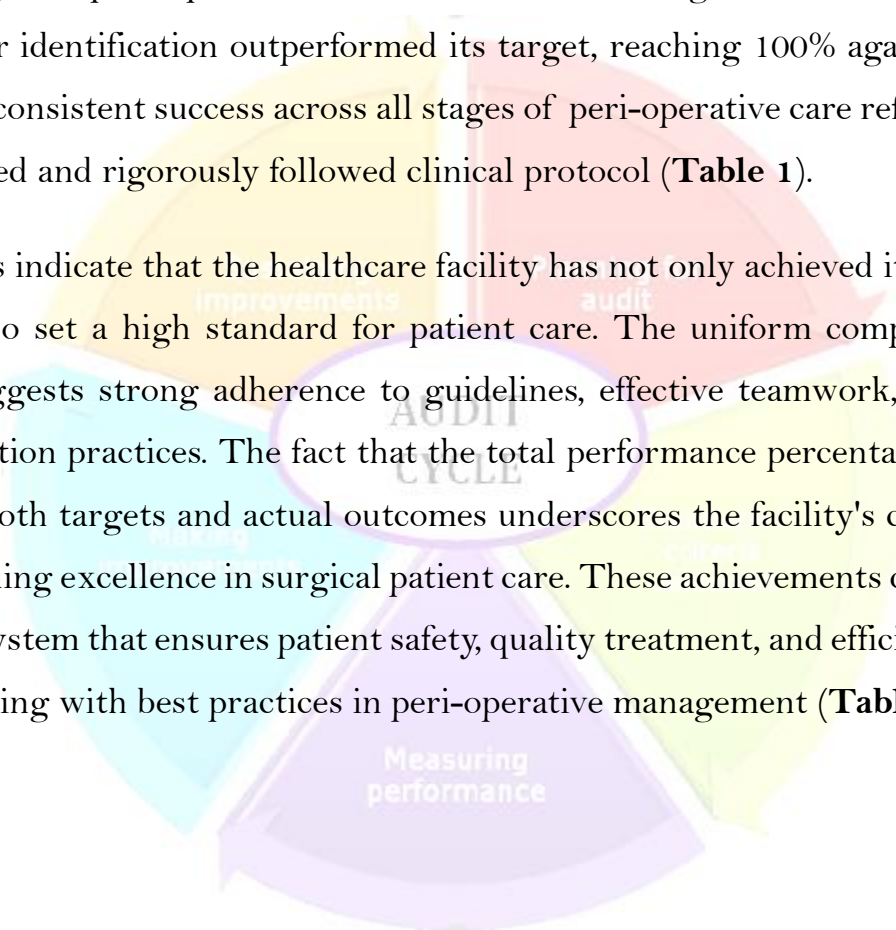 r identification outperformed its target, reaching 100% aga
consistent success across all stages of peri-operative care ref
ed and rigorously followed clinical protocol (Table 1).
s indicate that the healthcare facility has not only achieved i
o set a high standard for patient care. The uniform comp
ggests strong adherence to guidelines, effective teamwork,
tion practices. The fact that the total performance percenta
oth targets and actual outcomes underscores the facility's
ing excellence in surgical patient care. These achievements
ystem that ensures patient safety, quality treatment, and effici
ing with best practices in peri-operative management (Tabl
improvements
audit
AUDIT
CYCLE
Making
improvements
criteria
Measuring
performance